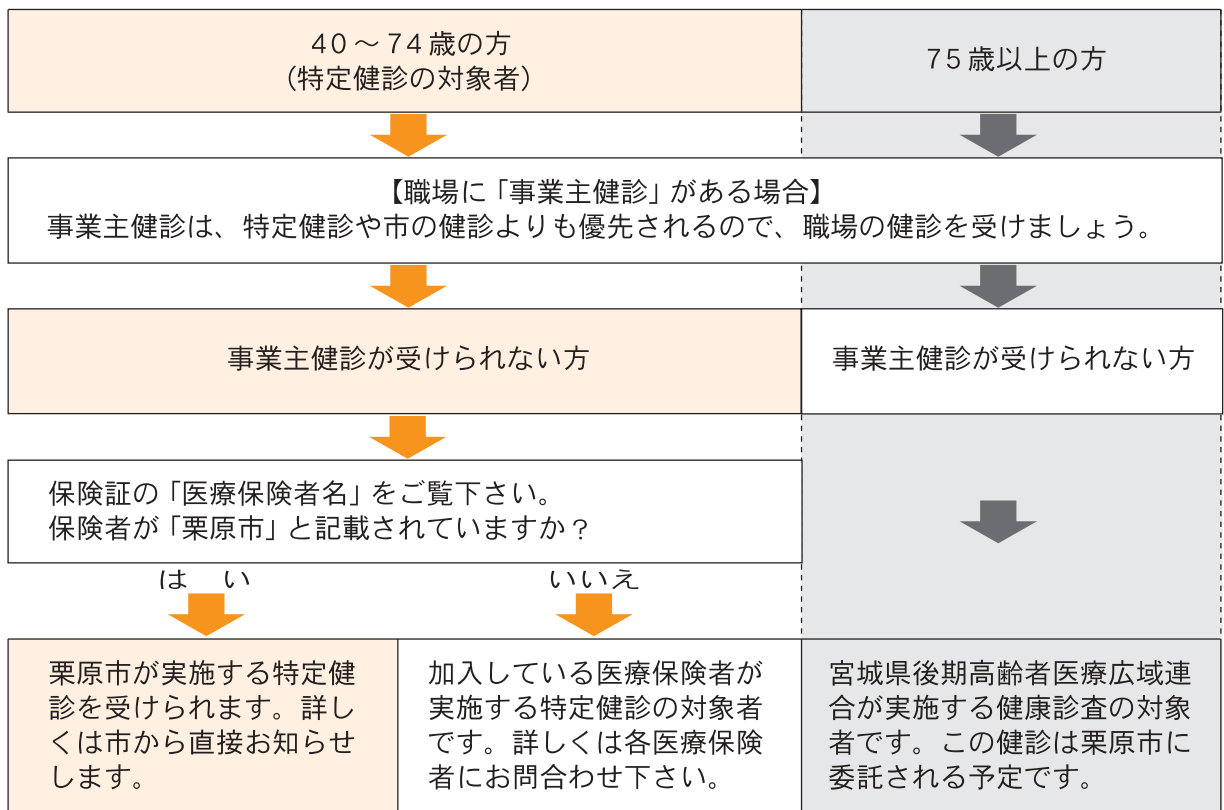 40～74歳の方
（特定健診の対象者）
75歳以上の方
【職場に「事業主健診」がある場合】
事業主健診は、特定健診や市の健診よりも優先されるので、職場の健診を受けましょう。
事業主健診が受けられない方
事業主健診が受けられない方
保険証の「医療保険者名」をご覧下さい。
保険者が「栗原市」と記載されていますか？
は　い
いいえ
栗原市が実施する特定健
診を受けられます。詳し
くは市から直接お知らせ
します。
加入している医療保険者が
実施する特定健診の対象者
です。詳しくは各医療保険
者にお問合わせ下さい。
宮城県後期高齢者医療広域連
合が実施する健康診査の対象
者です。この健診は栗原市に
委託される予定です。